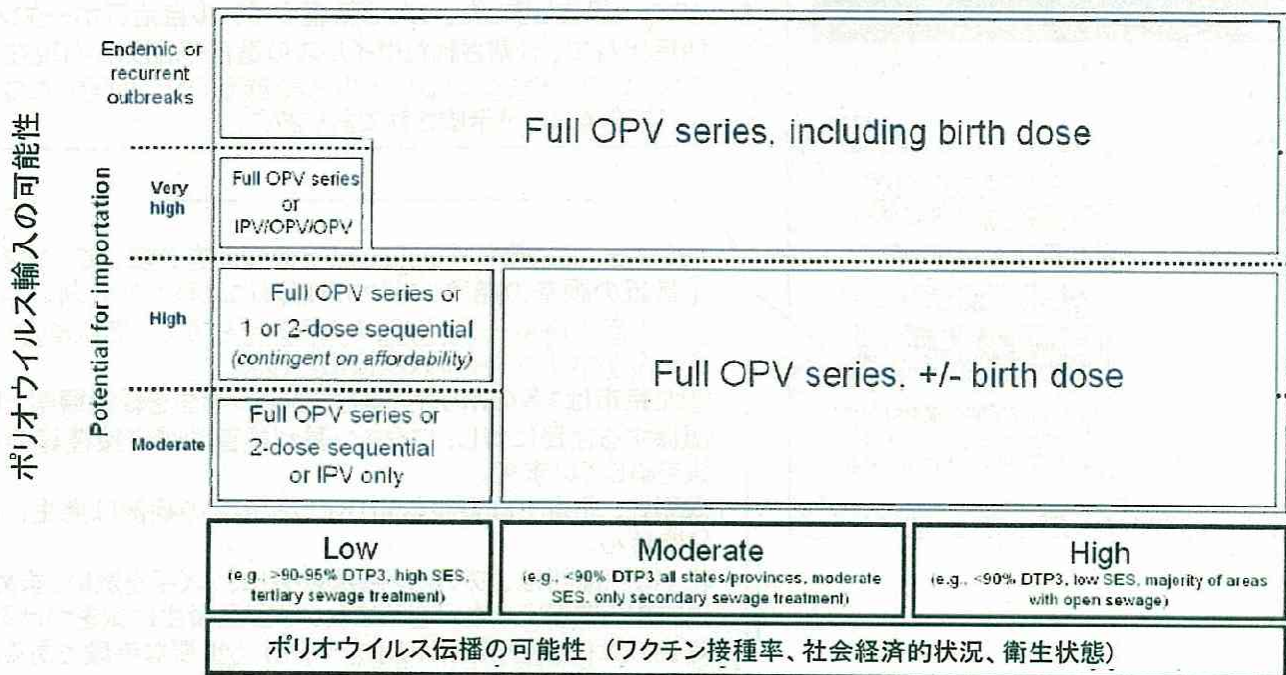 ポリオウイルス輸入の可能性
Potential for importation
Endemic or
recurrent
outbreaks
Full OPV series, including birth dose
Very
high
Full OPV series
or
IPV/OPV/OPV
High
Full OPV series or
1 or 2-dose sequential
(contingent on affordability)
Full OPV series, +/- birth dose
Moderate
Full OPV series or
2-dose sequential
or IPV only
Low
(e.g., >90-95% DTP3, high SES,
tertiary sewage treatment)
Moderate
(e.g., <90% DTP3 all states/provinces, moderate
SES, only secondary sewage treatment)
High
(e.g., <90% DTP3, low SES, majority of areas
with open sewage)
ポリオウイルス伝播の可能性 (ワクチン接種率、社会経済的状況、衛生状態)